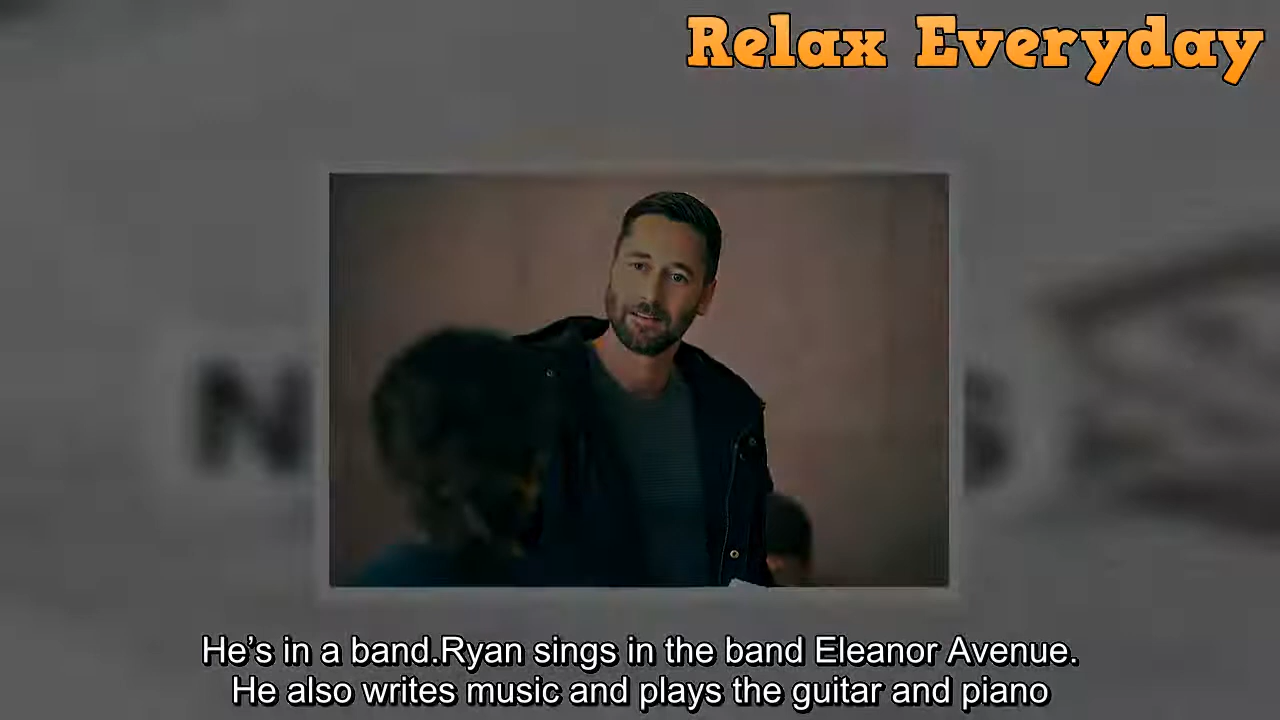 Relax Everyday
N
S
He’s in a band.Ryan sings in the band Eleanor Avenue.
He also writes music and plays the guitar and piano